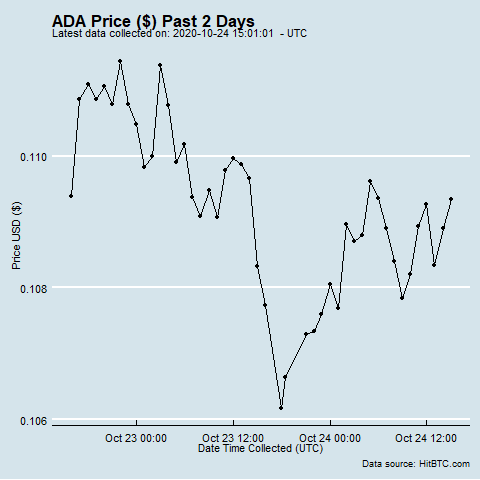 ADA Price ($) Past 2 Days
Latest data collected on: 2020-10-24 15:01:01  - UTC
0.110
0.108
0.106
Price USD ($)
Oct 23 00:00 Oct 23 12:00 Oct 24 00:00 Oct 24 12:00
Date Time Collected (UTC)
Data source: HitBTC.com